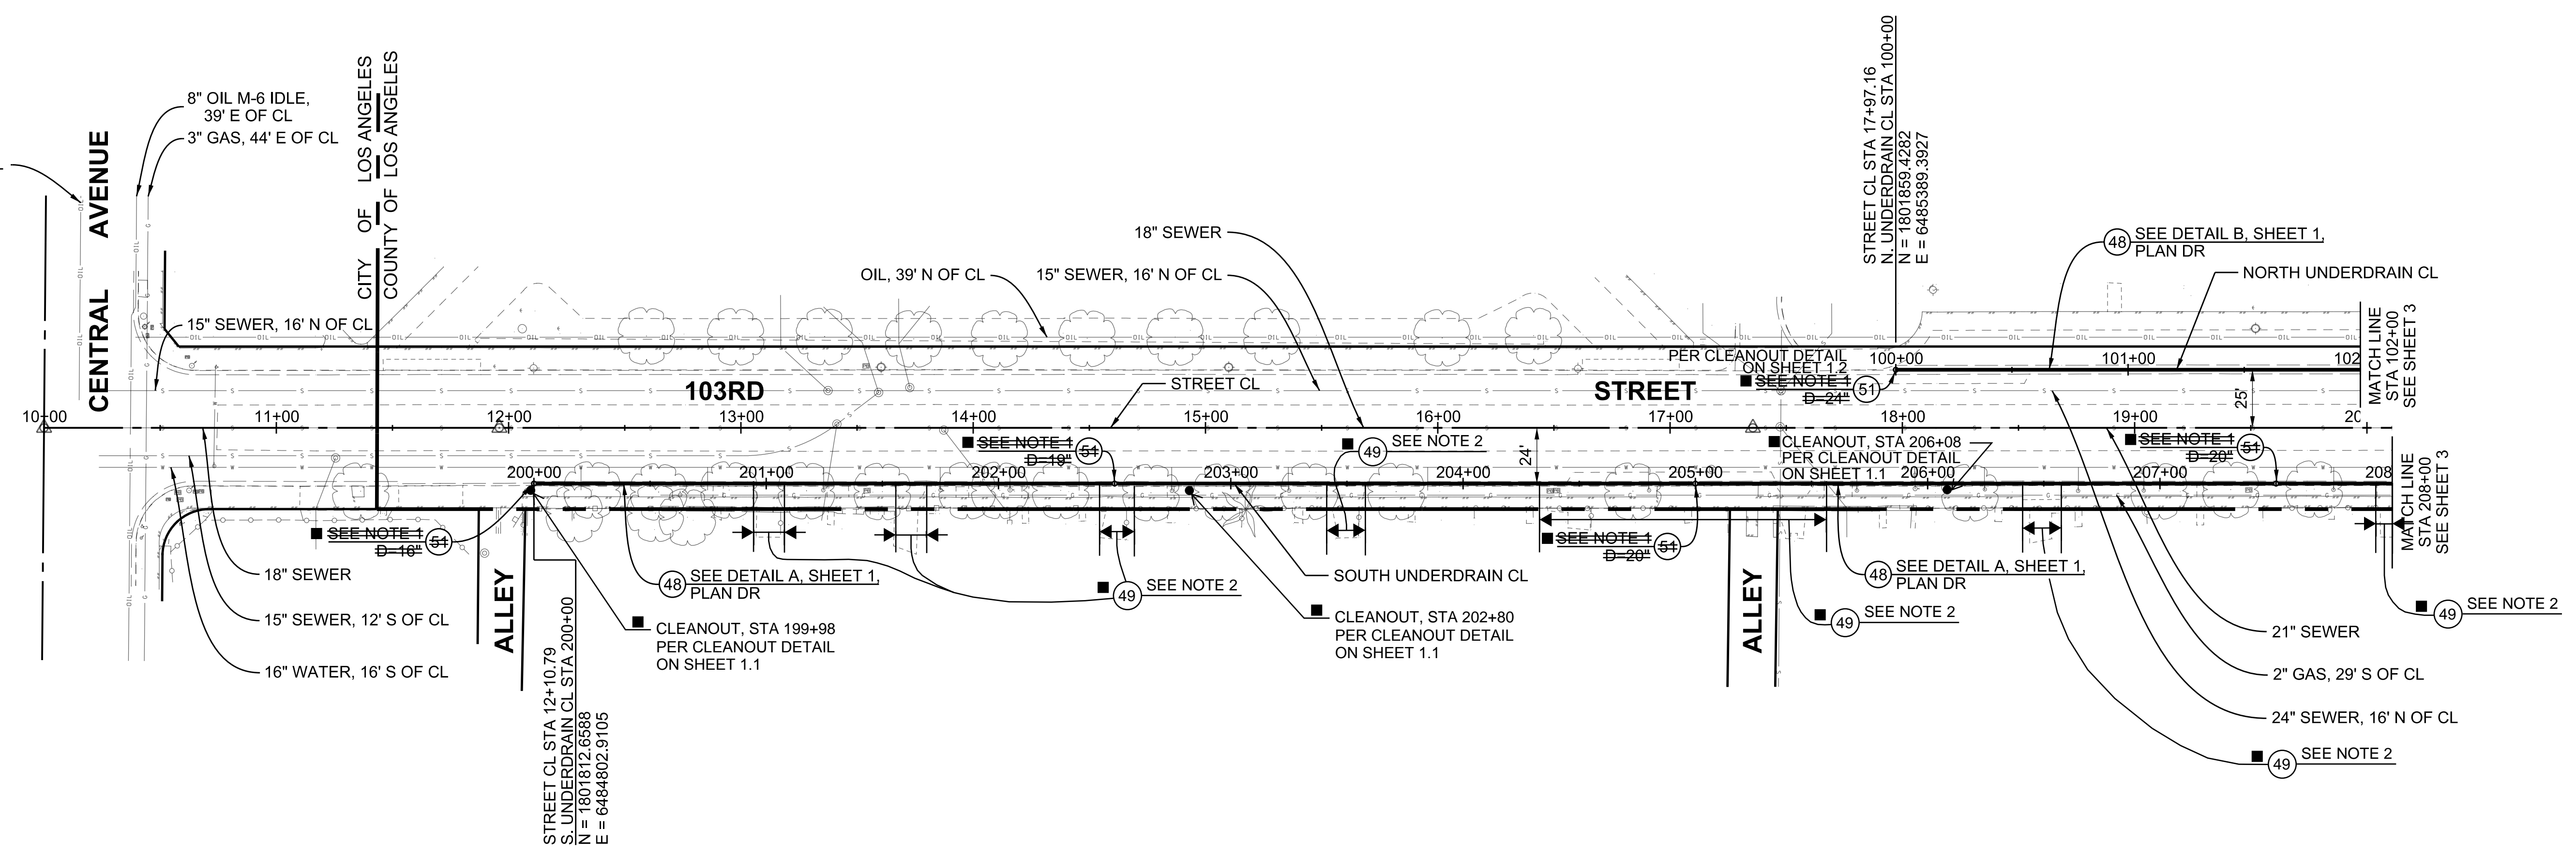 8" OIL M-6 IDLE,
39' E OF CL
3" GAS, 44' E OF CL
CENTRAL AVENUE
CITY OF LOS ANGELES
COUNTY OF LOS ANGELES
15" SEWER, 16' N OF CL
OIL, 39' N OF CL
18" SEWER
15" SEWER, 16' N OF CL
STREET CL STA 17+97.16
N. UNDERDRAIN CL STA 100+00
N = 1801859.4282
E = 6485389.3927
48
SEE DETAIL B, SHEET 1,
PLAN DR
NORTH UNDERDRAIN CL
MATCH LINE
STA 102+00
SEE SHEET 3
PER CLEANOUT DETAIL
ON SHEET 1.2
SEE NOTE 1
D=24"
51
100+00
101+00
102
103RD
STREET
STREET CL
25'
10+00
11+00
12+00
13+00
14+00
15+00
16+00
17+00
18+00
19+00
20
SEE NOTE 1
D=19"
51
49
SEE NOTE 2
24'
CLEANOUT, STA 206+08
PER CLEANOUT DETAIL
ON SHEET 1.1
SEE NOTE 1
D=20"
51
200+00
201+00
202+00
203+00
204+00
205+00
206+00
207+00
208
MATCH LINE
STA 208+00
SEE SHEET 3
SEE NOTE 1
D=16"
51
SEE NOTE 1
D=20"
51
18" SEWER
15" SEWER, 12' S OF CL
16" WATER, 16' S OF CL
ALLEY
STREET CL STA 12+10.79
S. UNDERDRAIN CL STA 200+00
N = 1801812.6588
E = 6484802.9105
48
SEE DETAIL A, SHEET 1,
PLAN DR
CLEANOUT, STA 199+98
PER CLEANOUT DETAIL
ON SHEET 1.1
49
SEE NOTE 2
SOUTH UNDERDRAIN CL
CLEANOUT, STA 202+80
PER CLEANOUT DETAIL
ON SHEET 1.1
ALLEY
48
SEE DETAIL A, SHEET 1,
PLAN DR
49
SEE NOTE 2
49
SEE NOTE 2
21" SEWER
2" GAS, 29' S OF CL
24" SEWER, 16' N OF CL
49
SEE NOTE 2